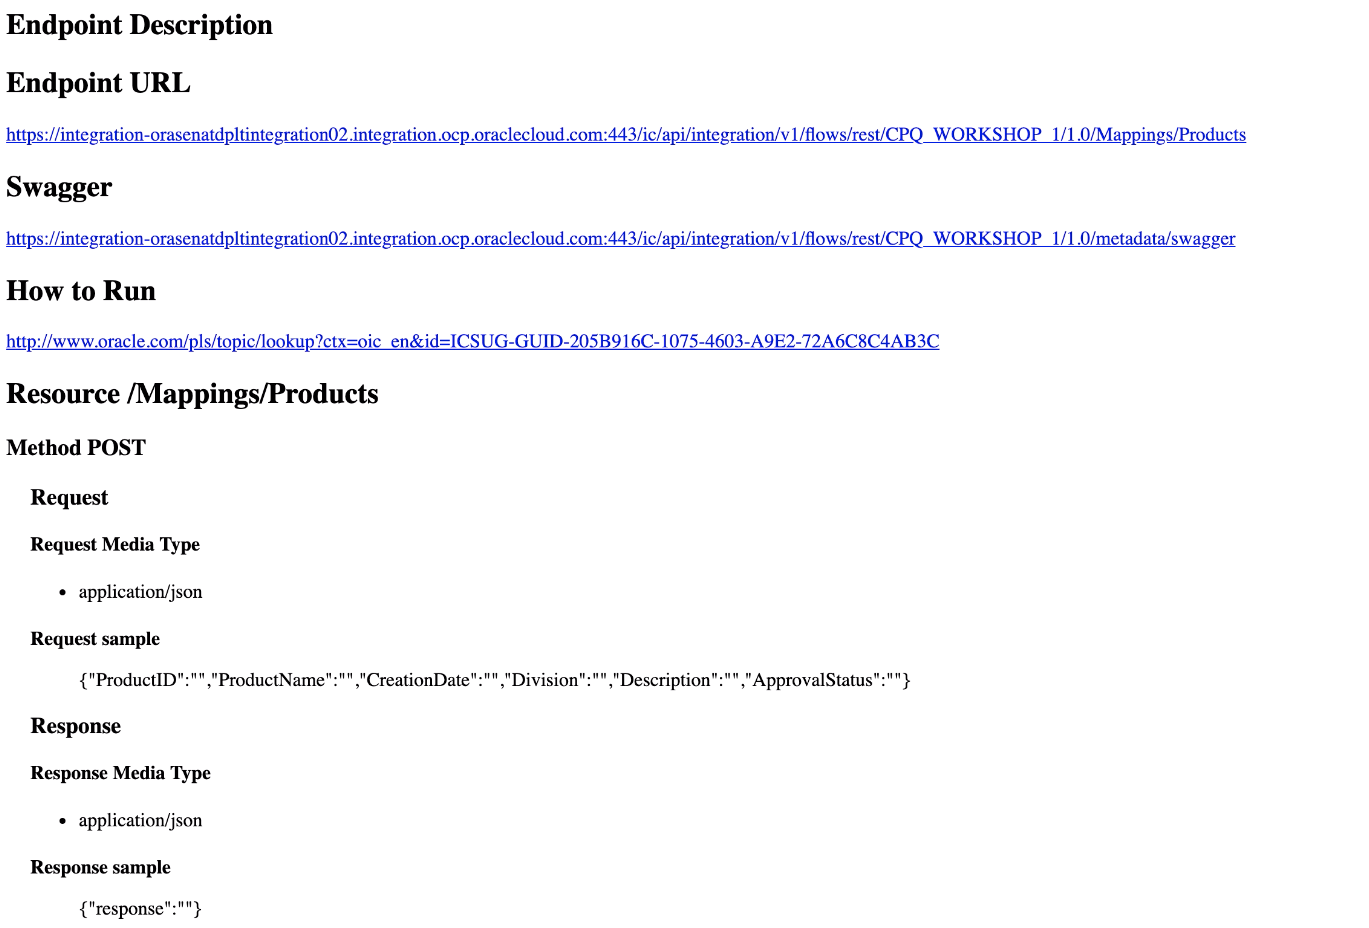 Endpoint Description
Endpoint URL
https://integration-orasenatdpltintegration02.integration.ocp.oraclecloud.com:443/ic/api/integration/v1/flows/rest/CPQ_WORKSHOP_1/1.0/Mappings/Products
Swagger
https://integration-orasenatdpltintegration02.integration.ocp.oraclecloud.com:443/ic/api/integration/v1/flows/rest/CPQ_WORKSHOP_1/1.0/metadata/swagger
How to Run
http://www.oracle.com/pls/topic/lookup?ctx=oic_en&id=ICSUG-GUID-205B916C-1075-4603-A9E2-72A6C8C4AB3C
Resource /Mappings/Products
Method POST
Request
Request Media Type
• application/json
Request sample
{"ProductID":"","ProductName":"","CreationDate":"","Division":"","Description":"","ApprovalStatus":""}
Response
Response Media Type
• application/json
Response sample
{"response":""}